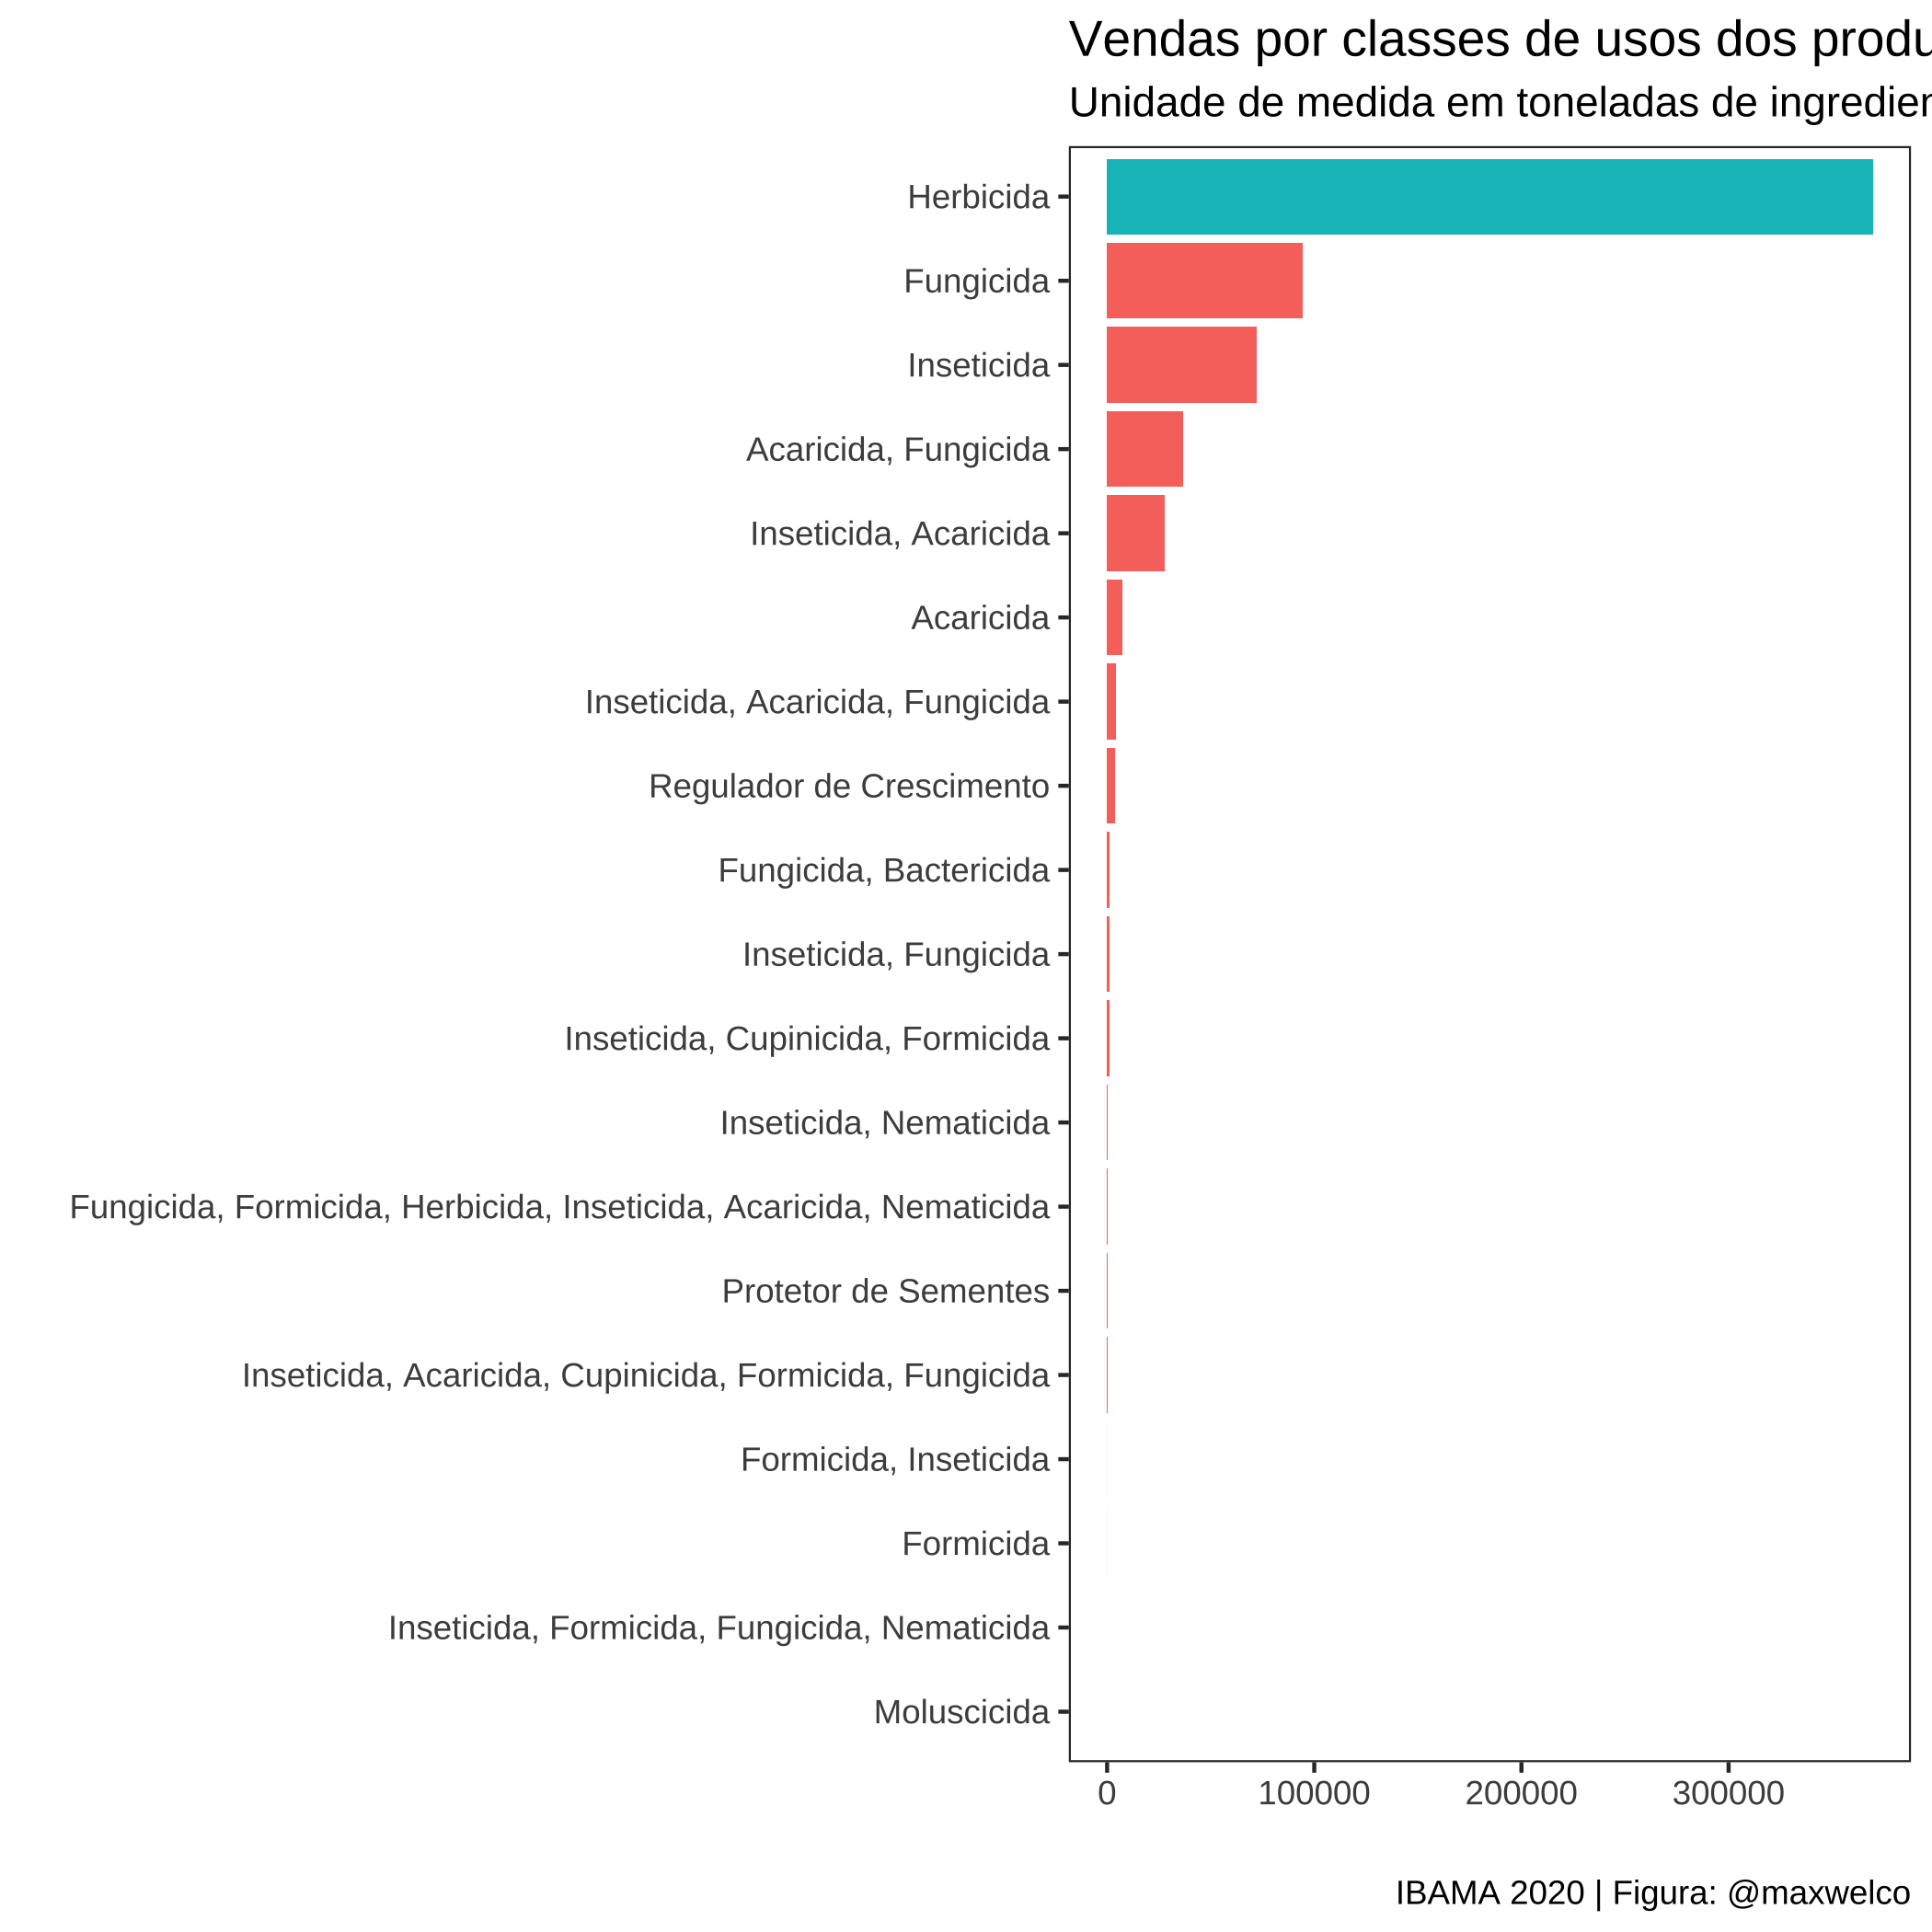 Vendas por classes de usos dos
Unidade de medida em toneladas de
Herbicida
Fungicida
Inseticida
Acaricida, Fungicida
Inseticida, Acaricida
Acaricida
Inseticida, Acaricida, Fungicida
Regulador de Crescimento
Fungicida, Bactericida
Inseticida, Fungicida
Inseticida, Cupinicida, Formicida
Inseticida, Nematicida
Fungicida, Formicida, Herbicida, Inseticida, Acaricida, Nematicida
Protetor de Sementes
Inseticida, Acaricida, Cupinicida, Formicida, Fungicida
Formicida, Inseticida
Formicida
Inseticida, Formicida, Fungicida, Nematicida
Moluscicida
0 100000 200000 300000
IBAMA 2020 | Figura: @maxwelco